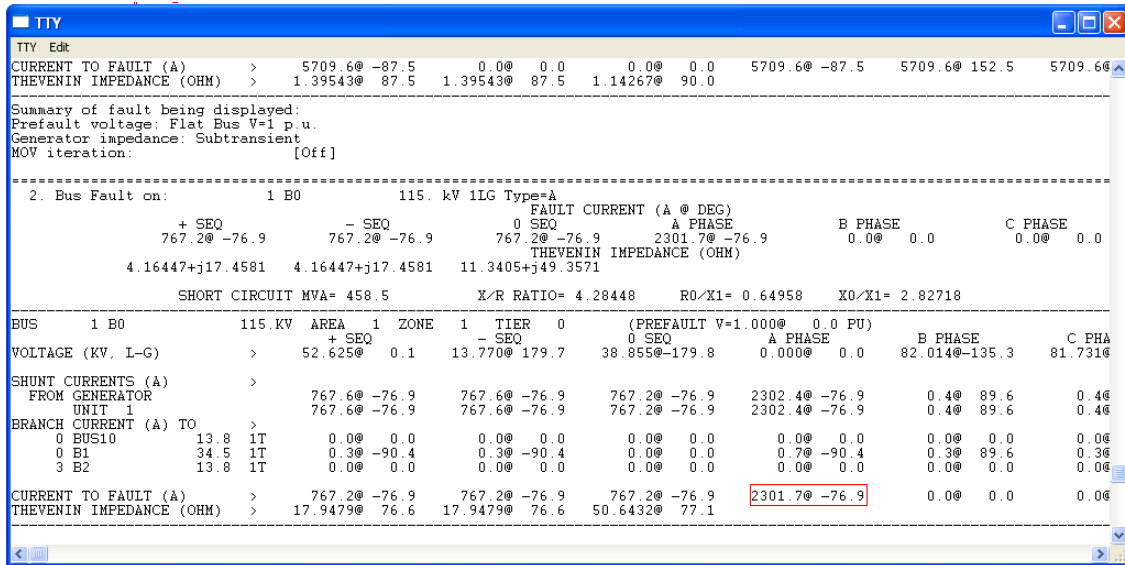 TTY
TTY Edit
CURRENT TO FAULT (A) > 5709.6@ -87.5 0.0@ 0.0 0.0@ 0.0 5709.6@ -87.5 5709.6@ 152.5 5709.6@
THEVENIN IMPEDANCE (OHM) > 1.39543@ 87.5 1.39543@ 87.5 1.14267@ 90.0
Summary of fault being displayed:
Prefault voltage: Flat Bus V=1 p.u.
Generator impedance: Subtransient
MOV iteration: [Off]
2. Bus Fault on: 1 B0 115. kV 1LG Type=A
FAULT CURRENT (A @ DEG)
+ SEQ - SEQ 0 SEQ A PHASE B PHASE C PHASE
767.2@ -76.9 767.2@ -76.9 767.2@ -76.9 2301.7@ -76.9 0.0@ 0.0 0.0@ 0.0
THEVENIN IMPEDANCE (OHM)
4.16447+j17.4581 4.16447+j17.4581 11.3405+j49.3571
SHORT CIRCUIT MVA= 458.5 X/R RATIO= 4.28448 R0/X1= 0.64958 X0/X1= 2.82718
BUS 1 B0 115.KV AREA 1 ZONE 1 TIER 0 (PREFAULT V=1.000@ 0.0 PU)
+ SEQ - SEQ 0 SEQ A PHASE B PHASE C PHA
VOLTAGE (KV, L-G) > 52.625@ 0.1 13.770@ 179.7 38.855@-179.8 0.000@ 0.0 82.014@-135.3 81.731@
SHUNT CURRENTS (A) >
FROM GENERATOR 767.6@ -76.9 767.6@ -76.9 767.2@ -76.9 2302.4@ -76.9 0.4@ 89.6 0.4@
UNIT 1 767.6@ -76.9 767.6@ -76.9 767.2@ -76.9 2302.4@ -76.9 0.4@ 89.6 0.4@
BRANCH CURRENT (A) TO >
0 BUS10 13.8 1T 0.0@ 0.0 0.0@ 0.0 0.0@ 0.0 0.0@ 0.0 0.0@ 0.0 0.0@
0 B1 34.5 1T 0.3@ -90.4 0.3@ -90.4 0.0@ 0.0 0.7@ -90.4 0.3@ 89.6 0.3@
3 B2 13.8 1T 0.0@ 0.0 0.0@ 0.0 0.0@ 0.0 0.0@ 0.0 0.0@ 0.0 0.0@
CURRENT TO FAULT (A) > 767.2@ -76.9 767.2@ -76.9 767.2@ -76.9 2301.7@ -76.9 0.0@ 0.0 0.0@
THEVENIN IMPEDANCE (OHM) > 17.9479@ 76.6 17.9479@ 76.6 50.6432@ 77.1